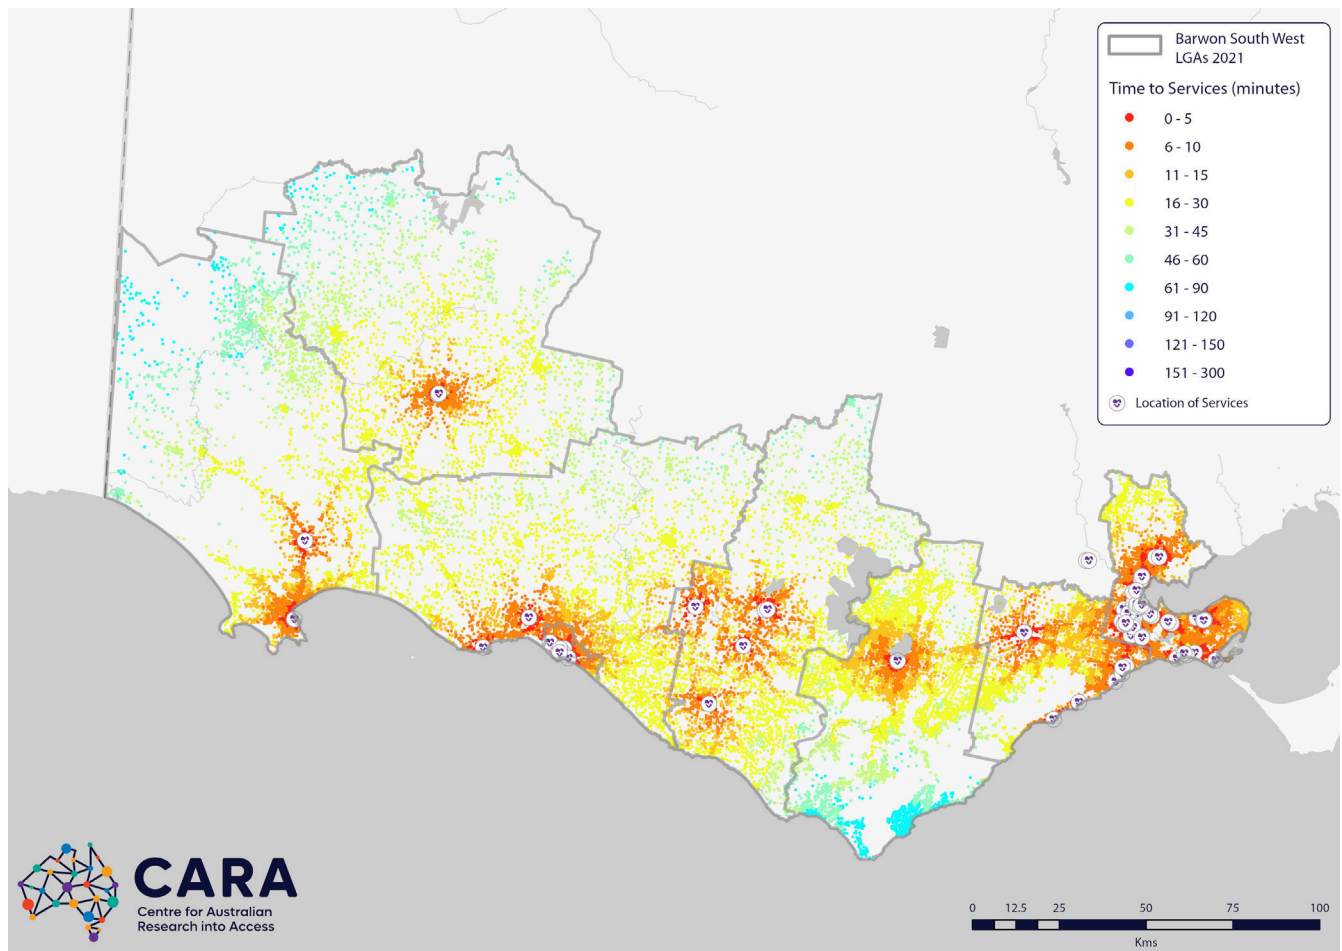 Barwon South West
LGAs 2021
Time to Services (minutes)
0 - 5
6 - 10
11 - 15
16 - 30
31 - 45
46 - 60
61 - 90
91 - 120
121 - 150
151 - 300
Location of Services
CARA
Centre for Australian
Research into Access
0 12.5 25 50 75 100
Kms